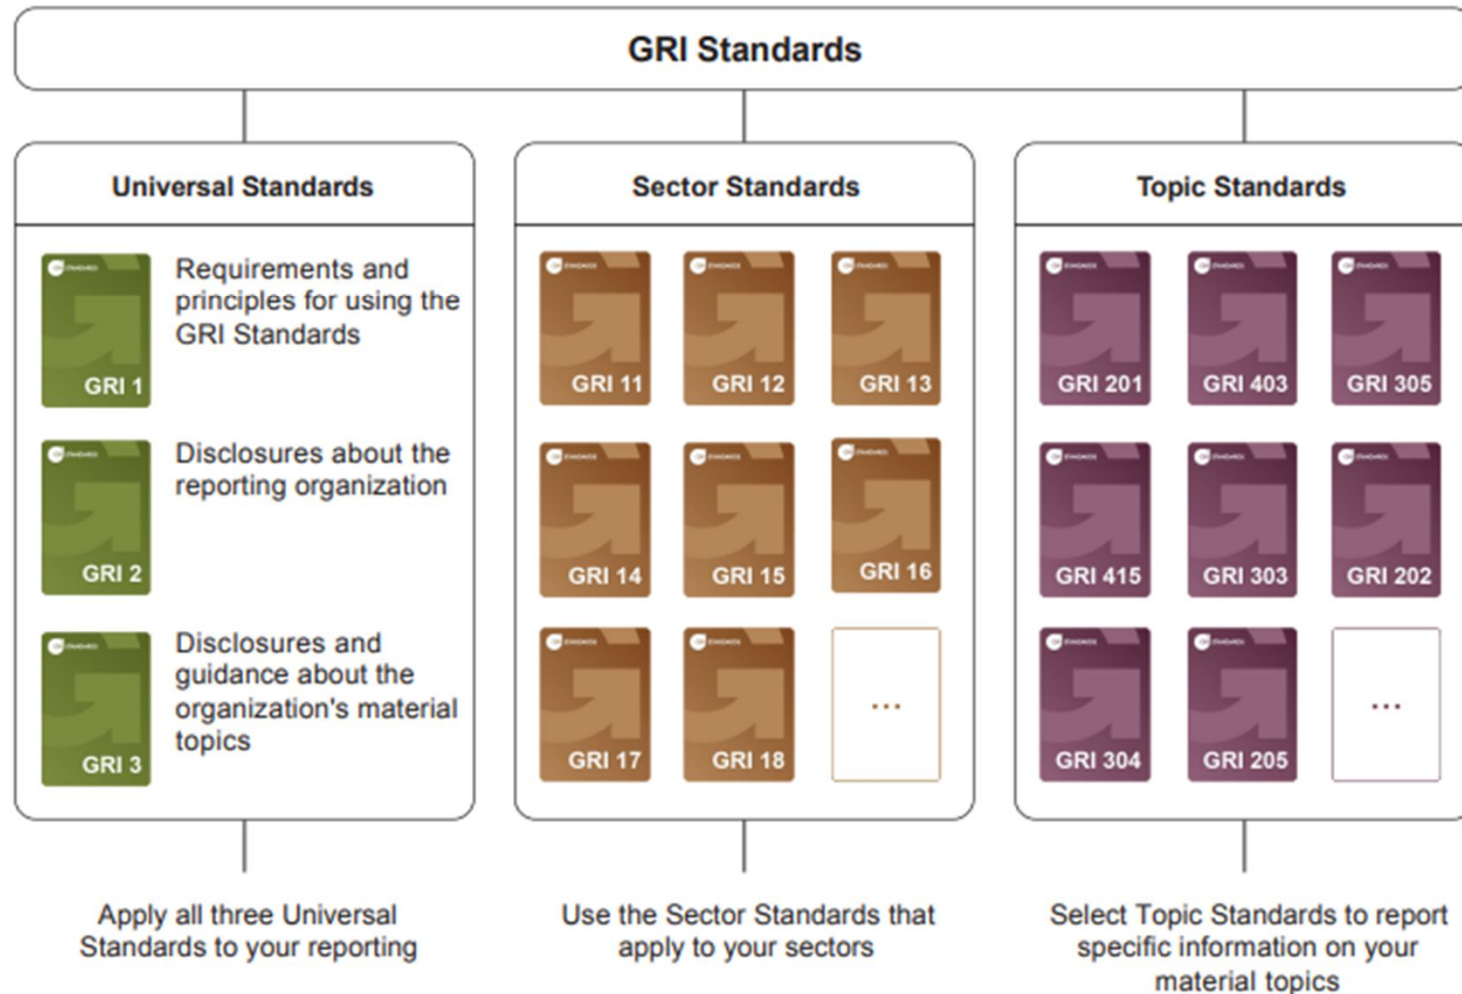 GRI Standards
Universal Standards
GRI 1
Requirements and
principles for using the
GRI Standards
GRI 2
Disclosures about the
reporting organization
GRI 3
Disclosures and
guidance about the
organization's material
topics
Apply all three Universal
Standards to your reporting
Sector Standards
GRI 11 GRI 12 GRI 13
GRI 14 GRI 15 GRI 16
GRI 17 GRI 18 ...
Use the Sector Standards that
apply to your sectors
Topic Standards
GRI 201 GRI 403 GRI 305
GRI 415 GRI 303 GRI 202
GRI 304 GRI 205 ...
Select Topic Standards to report
specific information on your
material topics